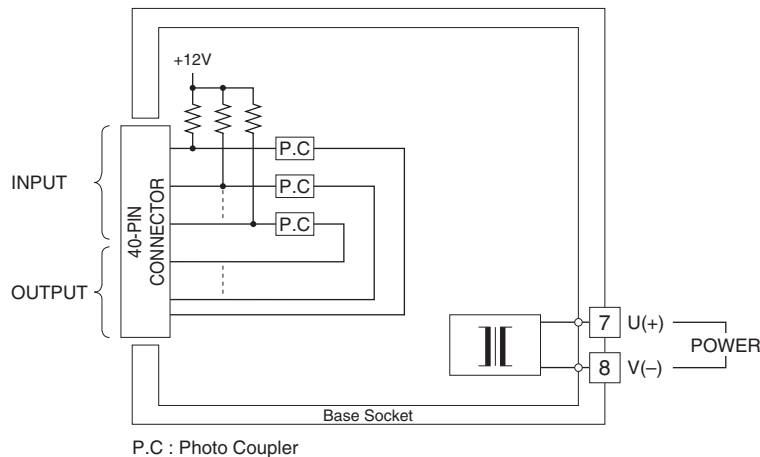 +12V
P.C
INPUT
P.C
P.C
40-PIN
CONNECTOR
OUTPUT
7 U(+)
POWER
8 V(–)
Base Socket
P.C : Photo Coupler